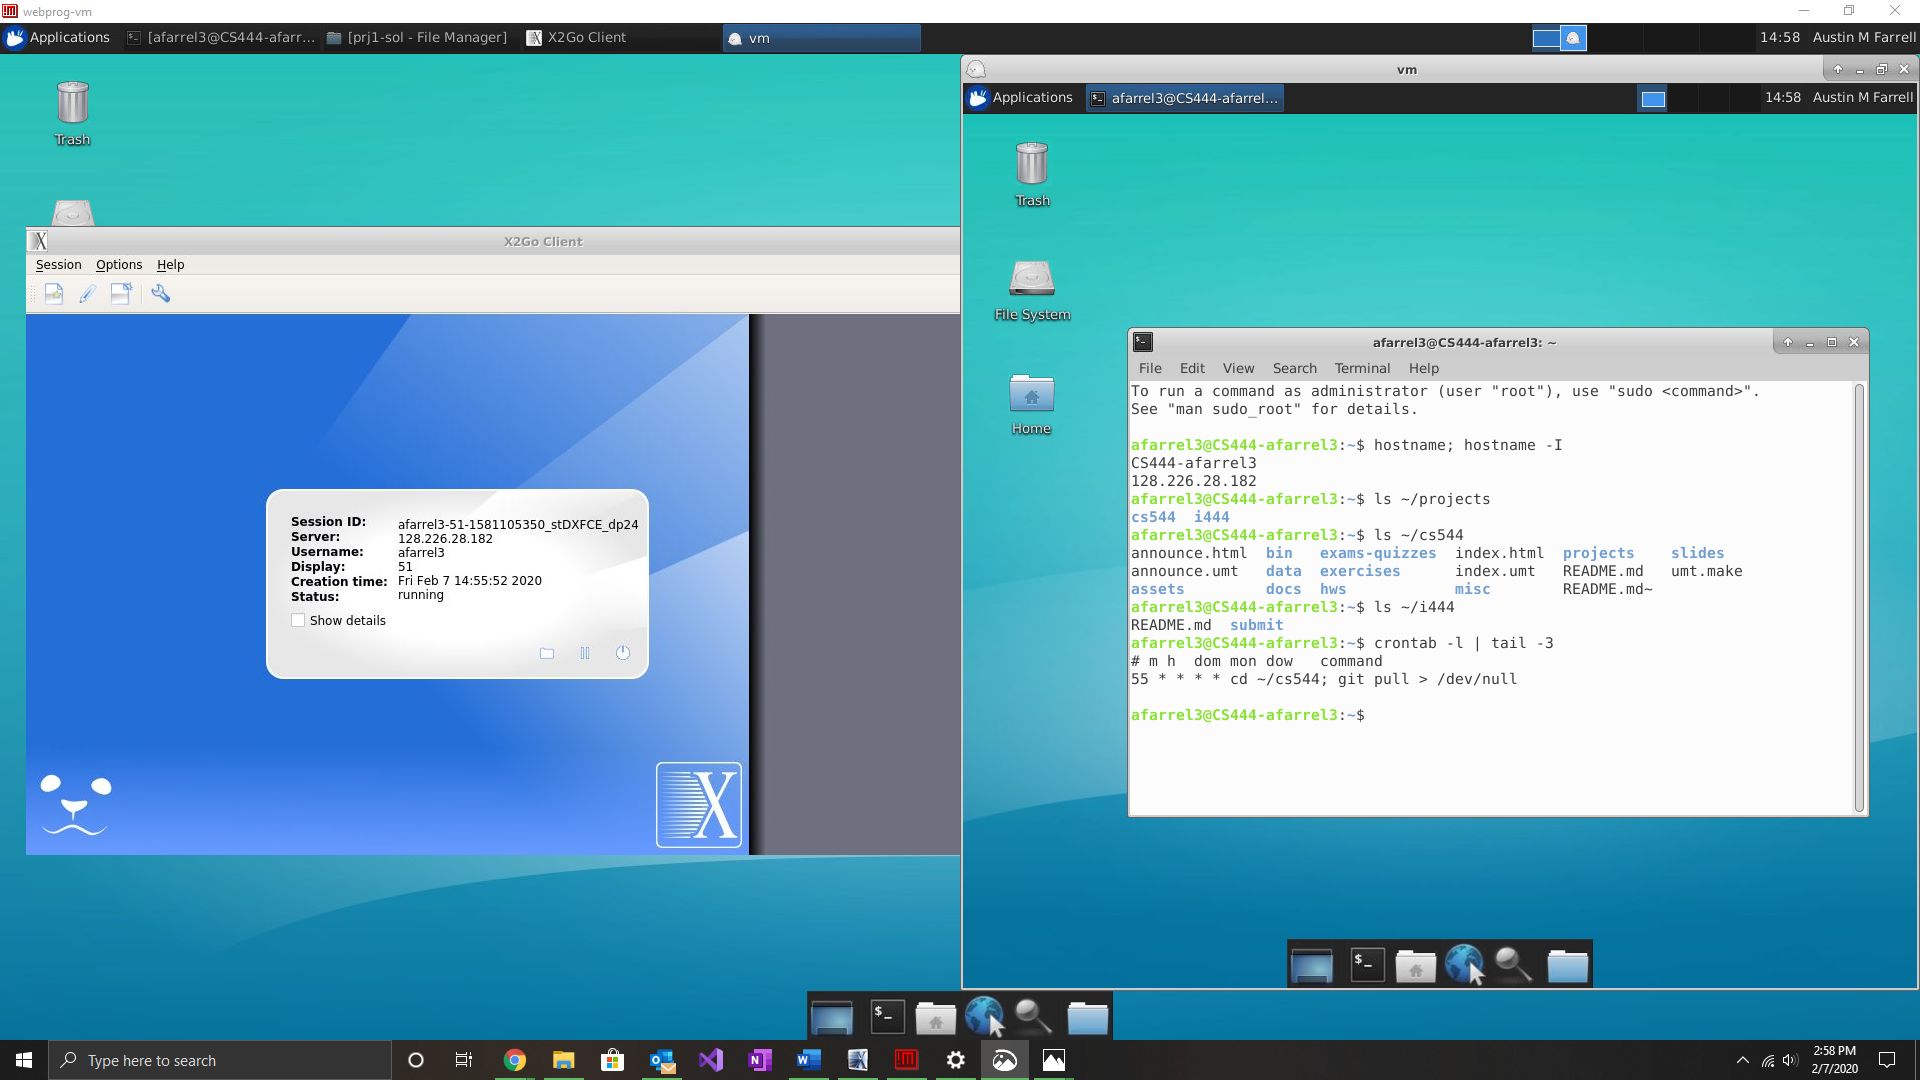 webprog-vm
Applications
[afarrel3@CS444-afarr...
[prj1-sol - File Manager]
X2Go Client
vm
14:58
Austin M Farrell
Trash
X2Go Client
Session Options Help
Session ID: afarrel3-51-1581105350_stDXFCE_dp24
Server: 128.226.28.182
Username: afarrel3
Display: 51
Creation time: Fri Feb 7 14:55:52 2020
Status: running
Show details
X
vm
Applications
afarrel3@CS444-afarrel...
14:58
Austin M Farrell
Trash
File System
Home
afarrel3@CS444-afarrel3: ~
File Edit View Search Terminal Help
To run a command as administrator (user "root"), use "sudo <command>".
See "man sudo_root" for details.
afarrel3@CS444-afarrel3:~$ hostname; hostname -I
CS444-afarrel3
128.226.28.182
afarrel3@CS444-afarrel3:~$ ls ~/projects
cs544  i444
afarrel3@CS444-afarrel3:~$ ls ~/cs544
announce.html  bin   exams-quizzes  index.html  projects   slides
announce.umt   data  exercises      index.umt   README.md  umt.make
assets         docs  hws            misc        README.md~
afarrel3@CS444-afarrel3:~$ ls ~/i444
README.md  submit
afarrel3@CS444-afarrel3:~$ crontab -l | tail -3
# m h  dom mon dow   command
55 * * * * cd ~/cs544; git pull > /dev/null
afarrel3@CS444-afarrel3:~$
Type here to search
2:58 PM
2/7/2020